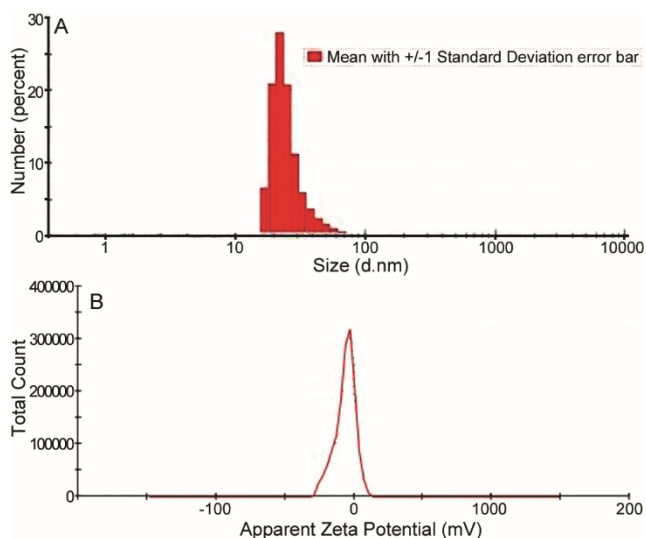 A
Mean with +/-1 Standard Deviation error bar
Number (percent)
30
20
10
0
1
10
100
1000
10000
Size (d.nm)
B
Total Count
400000
300000
200000
100000
0
-100
0
1000
200
Apparent Zeta Potential (mV)